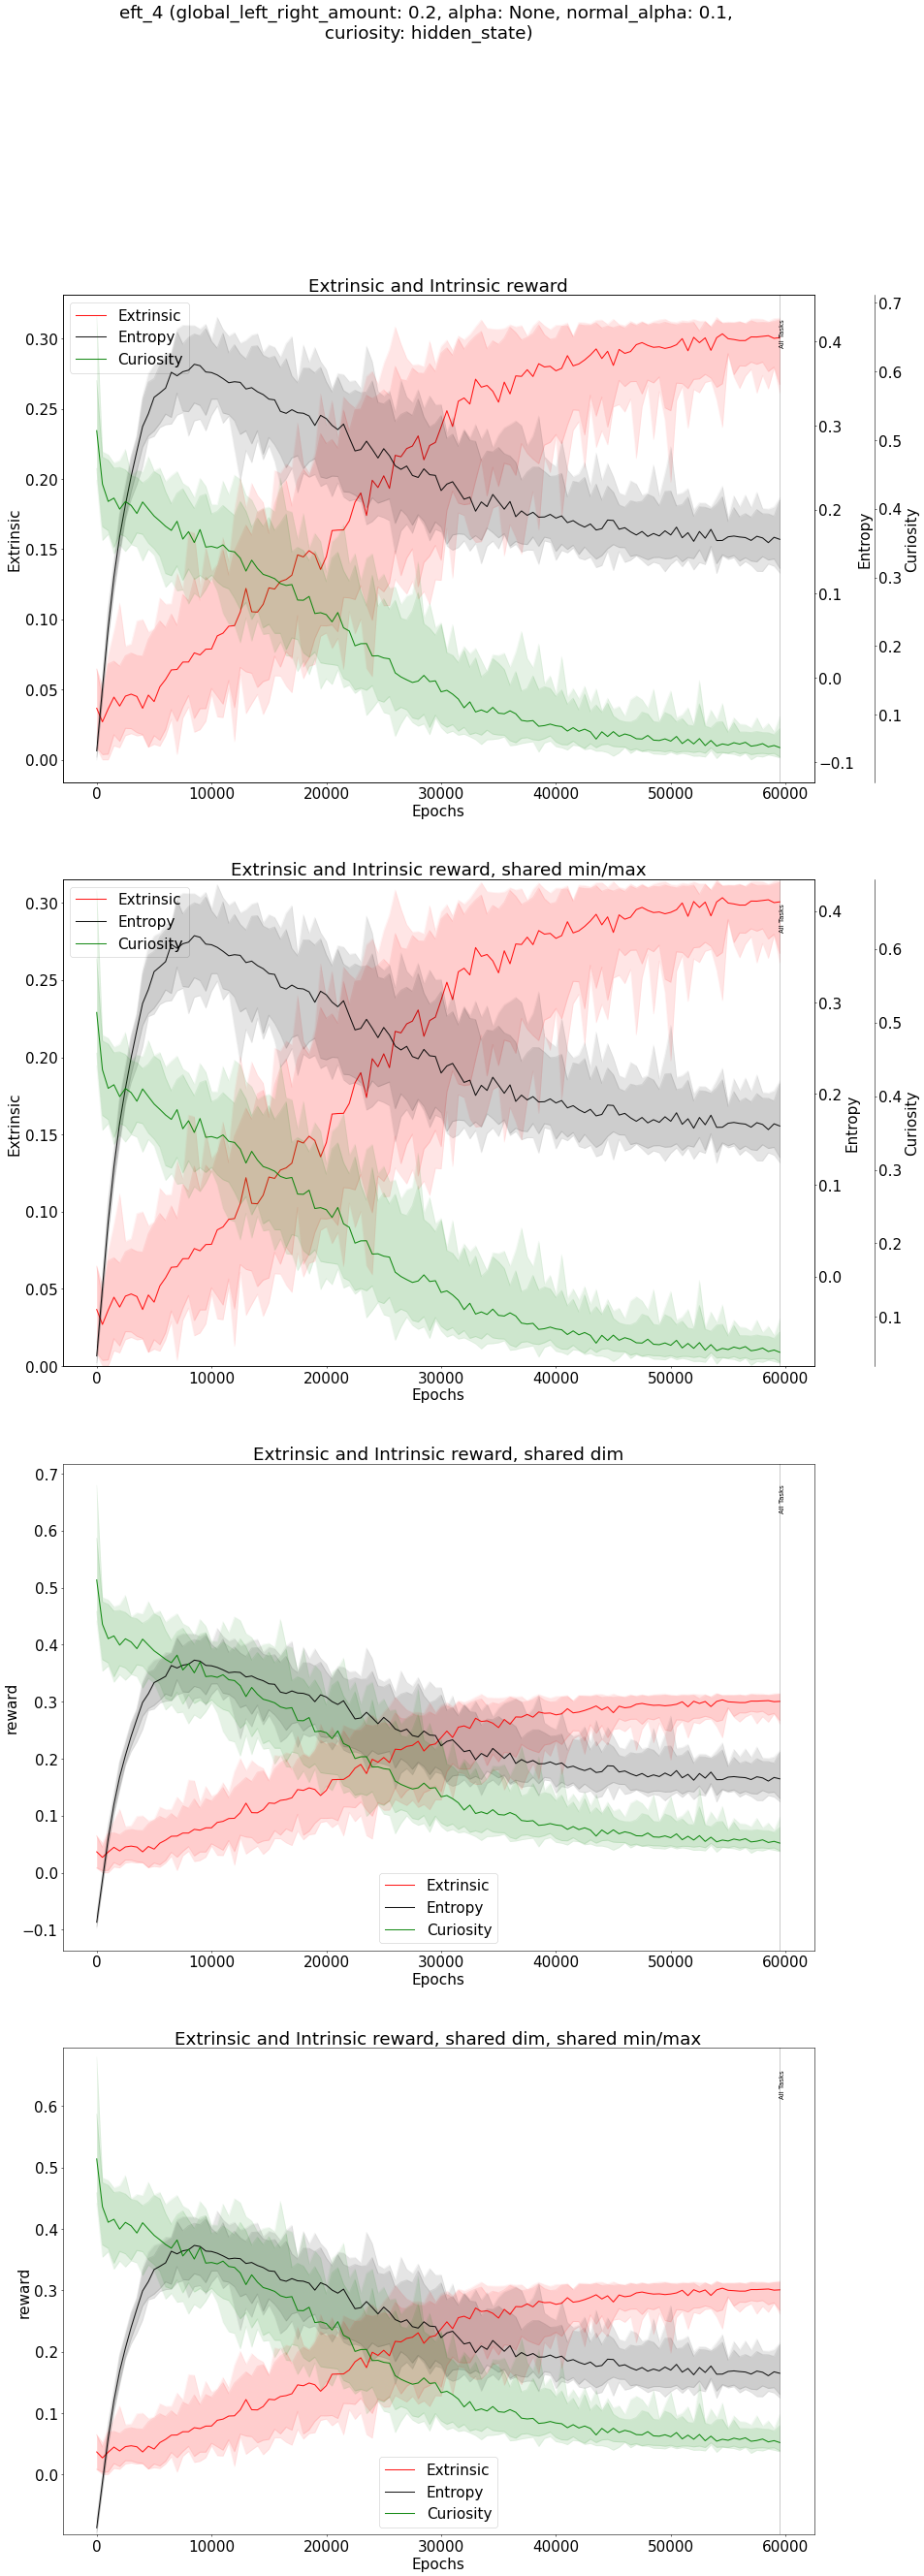 eft_4 (global_left_right_amount: 0.2, alpha: None, normal_alpha: 0.1,
curiosity: hidden_state)
Extrinsic and Intrinsic reward
Extrinsic
Entropy
Curiosity
All Tasks
0.30
0.25
0.20
0.15
0.10
0.05
0.00
Extrinsic
0.4
0.3
0.2
0.1
0.0
−0.1
Entropy
0.7
0.6
0.5
0.4
0.3
0.2
0.1
Curiosity
0 10000 20000 30000 40000 50000 60000
Epochs
Extrinsic and Intrinsic reward, shared min/max
Extrinsic
Entropy
Curiosity
All Tasks
0.30
0.25
0.20
0.15
0.10
0.05
0.00
Extrinsic
0.4
0.3
0.2
0.1
0.0
Entropy
0.6
0.5
0.4
0.3
0.2
0.1
Curiosity
0 10000 20000 30000 40000 50000 60000
Epochs
Extrinsic and Intrinsic reward, shared dim
All Tasks
0.7
0.6
0.5
0.4
0.3
0.2
0.1
0.0
−0.1
reward
Extrinsic
Entropy
Curiosity
0 10000 20000 30000 40000 50000 60000
Epochs
Extrinsic and Intrinsic reward, shared dim, shared min/max
All Tasks
0.6
0.5
0.4
0.3
0.2
0.1
0.0
reward
Extrinsic
Entropy
Curiosity
0 10000 20000 30000 40000 50000 60000
Epochs